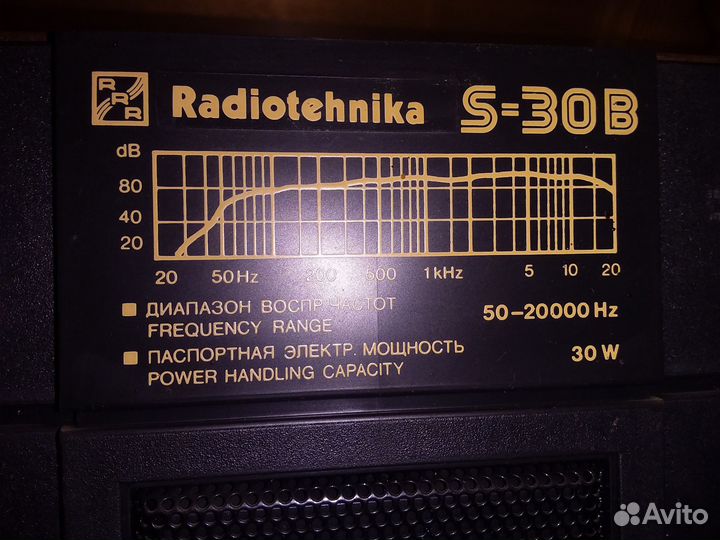 RRR Radiotehnika S-30B
dB
80
40
20
20 50Hz 200 500 1kHz 5 10 20
ДИАПАЗОН ВОСПР. ЧАСТОТ
FREQUENCY RANGE 50-20000 Hz
ПАСПОРТНАЯ ЭЛЕКТР. МОЩНОСТЬ
POWER HANDLING CAPACITY 30 W
Avito